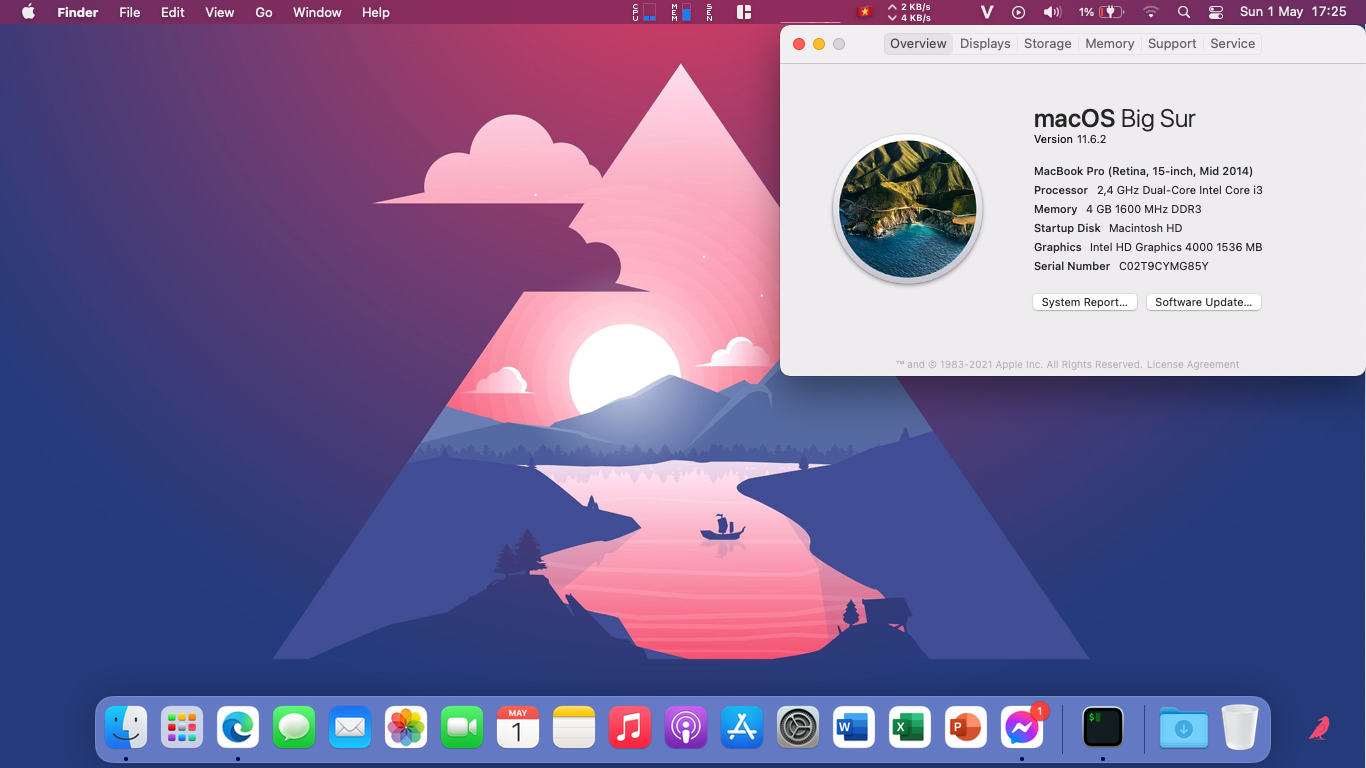 Finder File Edit View Go Window Help
CPU MEM SEN
2 KB/s
4 KB/s
V 1% Sun 1 May 17:25
Overview Displays Storage Memory Support Service
macOS Big Sur
Version 11.6.2
MacBook Pro (Retina, 15-inch, Mid 2014)
Processor 2,4 GHz Dual-Core Intel Core i3
Memory 4 GB 1600 MHz DDR3
Startup Disk Macintosh HD
Graphics Intel HD Graphics 4000 1536 MB
Serial Number C02T9CYMG85Y
System Report... Software Update...
™ and © 1983-2021 Apple Inc. All Rights Reserved. License Agreement
MAY
1
W
X
P
1
$